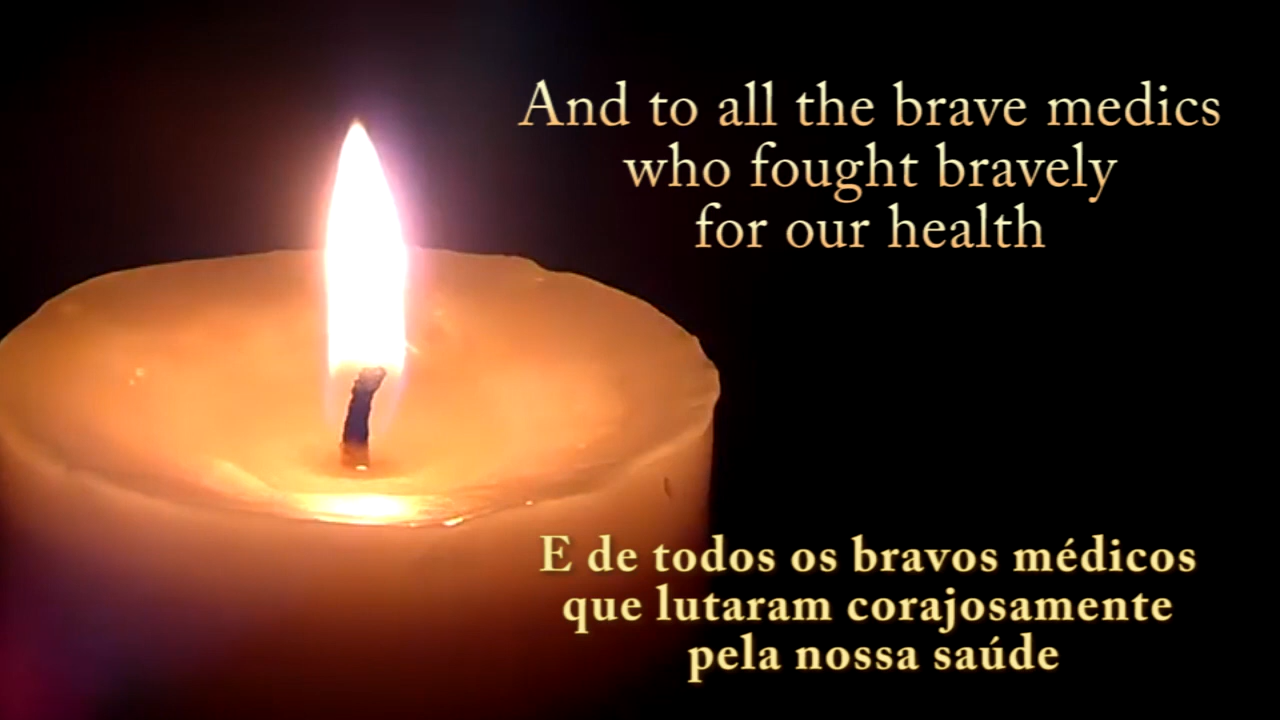 And to all the brave medics
who fought bravely
for our health
E de todos os bravos médicos
que lutaram corajosamente
pela nossa saúde